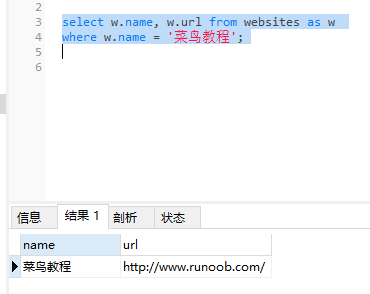 2
3
select w.name, w.url from websites as w
4
where w.name = '菜鸟教程';
5
6
信息 结果 1 剖析 状态
name url
菜鸟教程 http://www.runoob.com/